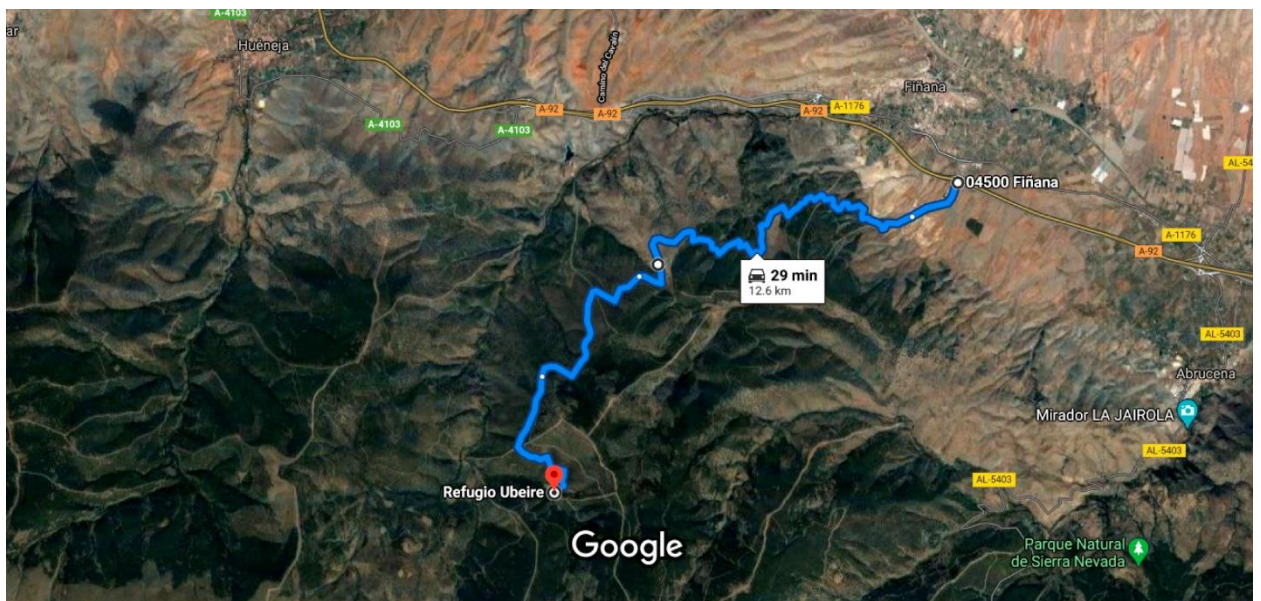 A-4103
ar
Huéneja
Camino del Cavalín
Fiñana
A-92
A-92
A-92
A-1176
A-4103
A-4103
AL-54
04500 Fiñana
A-1176
A-92
29 min
12.6 km
AL-5403
Abrucena
Mirador LA JAIROLA
AL-5403
AL-5403
Refugio Ubeire
Google
Parque Natural
de Sierra Nevada